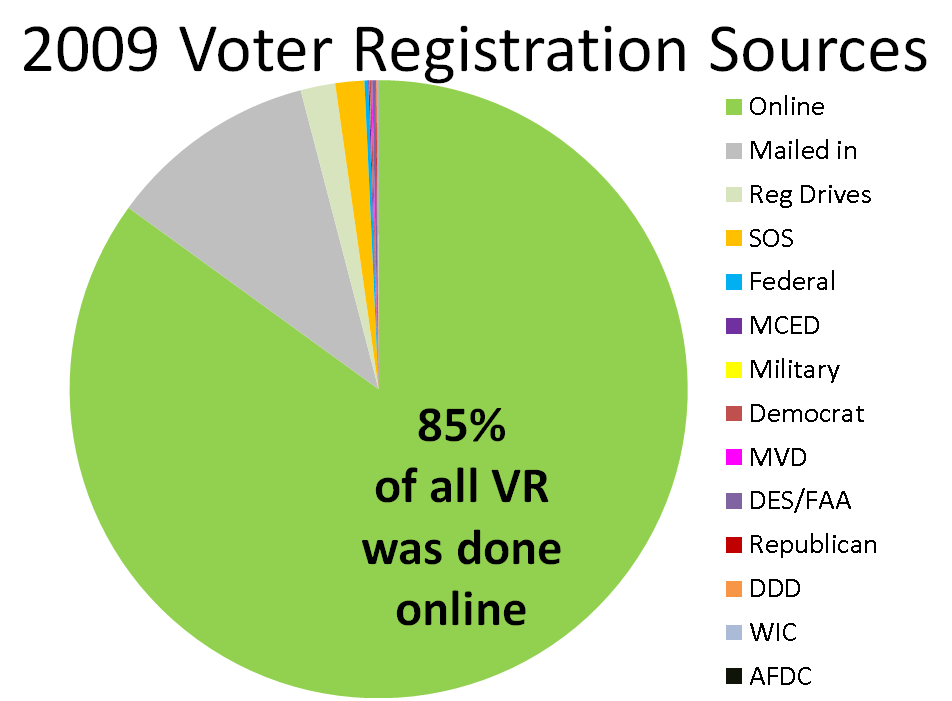 2009 Voter Registration Sources
Online
Mailed in
Reg Drives
SOS
Federal
MCED
Military
Democrat
MVD
DES/FAA
Republican
DDD
WIC
AFDC
85%
of all VR
was done
online